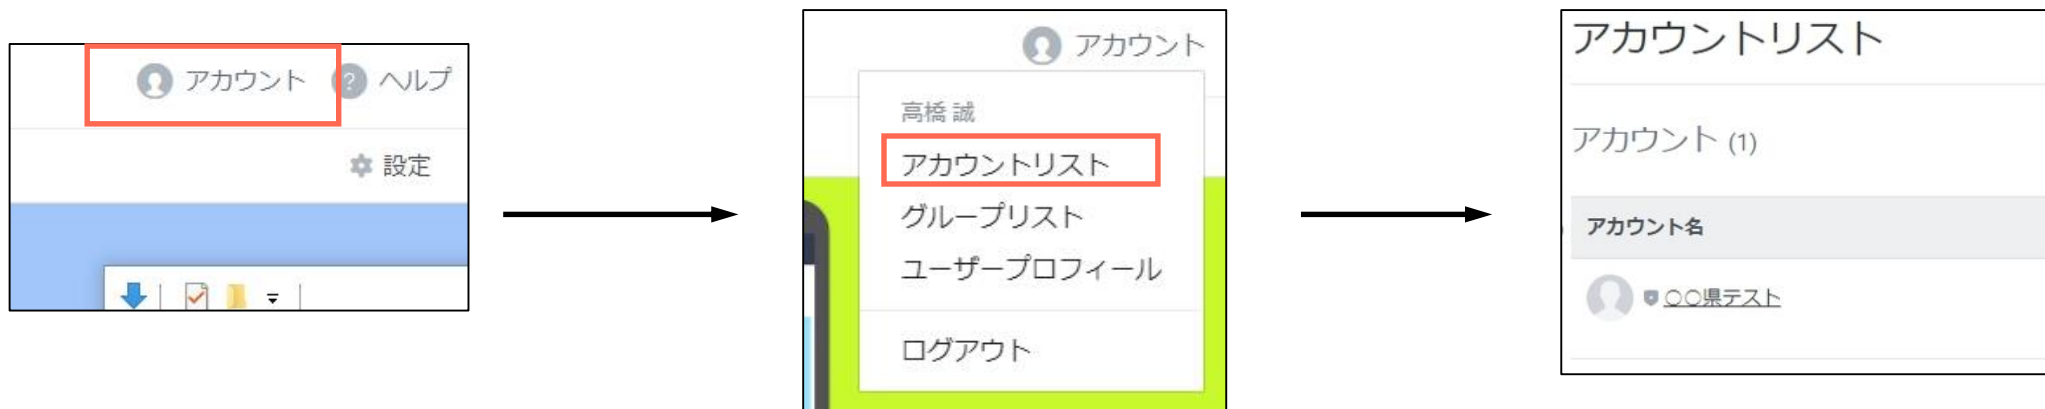 アカウント ? ヘルプ
設定
アカウント
高橋 誠
アカウントリスト
グループリスト
ユーザープロフィール
ログアウト
アカウントリスト
アカウント (1)
アカウント名
○○県テスト